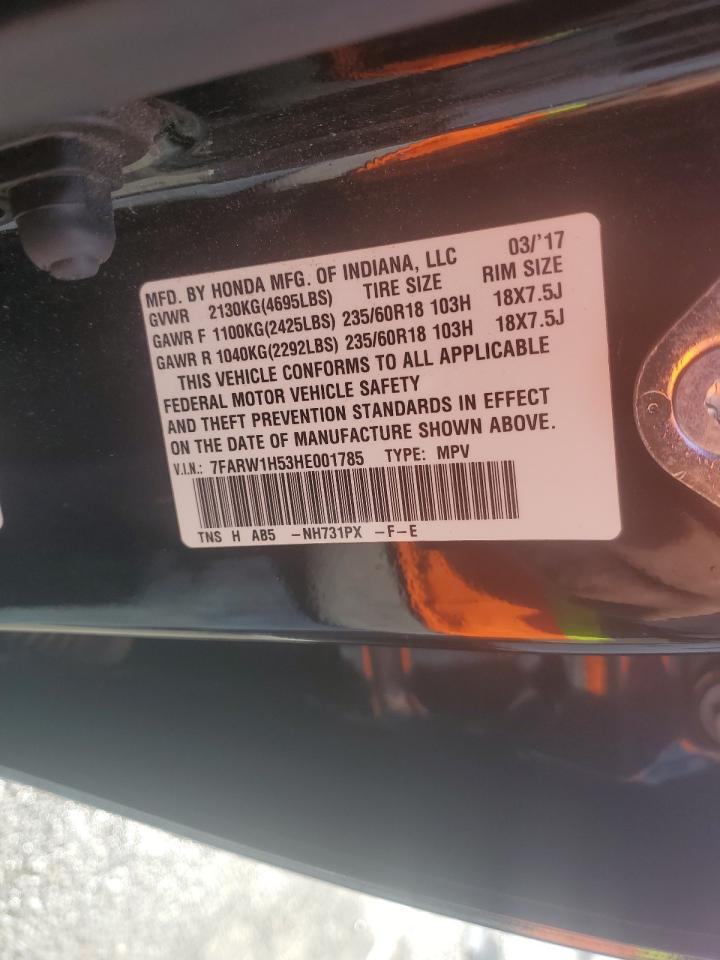 MFD. BY HONDA MFG. OF INDIANA, LLC 03/'17
GVWR 2130KG(4695LBS) TIRE SIZE RIM SIZE
GAWR F 1100KG(2425LBS) 235/60R18 103H 18X7.5J
GAWR R 1040KG(2292LBS) 235/60R18 103H 18X7.5J
THIS VEHICLE CONFORMS TO ALL APPLICABLE
FEDERAL MOTOR VEHICLE SAFETY
AND THEFT PREVENTION STANDARDS IN EFFECT
ON THE DATE OF MANUFACTURE SHOWN ABOVE.
V.I.N.: 7FARW1H53HE001785 TYPE: MPV
TNS H AB5 -NH731PX -F-E